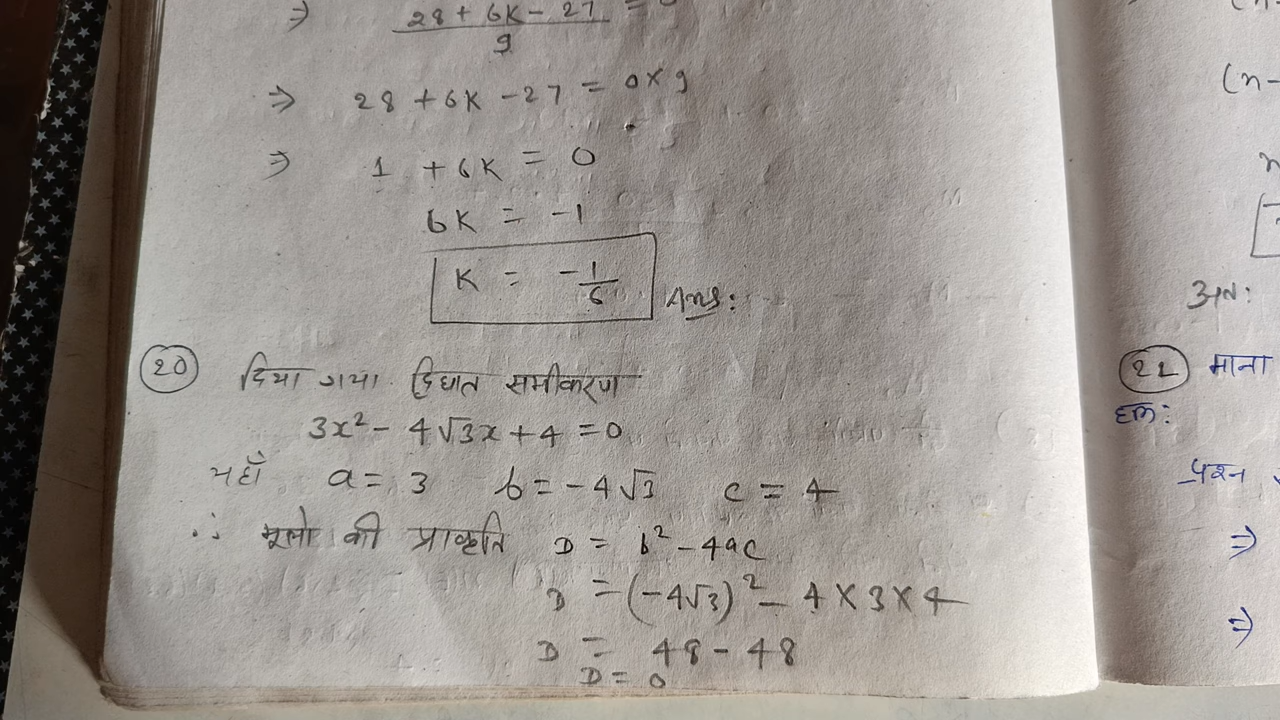 ⇒ 28 + 6K - 27 = 0
9
⇒ 28 + 6K - 27 = 0 × 9
⇒ 1 + 6K = 0
6K = -1
K = -1/6 Ans:
(20) दिया गया द्विघात समीकरण
3x² - 4√3x + 4 = 0
यहाँ a = 3 b = -4√3 c = 4
∴ मूलो की प्राकृति D = b² - 4ac
D = (-4√3)² - 4 × 3 × 4
D = 48 - 48
D = 0
(n-
n
अतः
(21) माना
हल:
प्रश्न
⇒
⇒